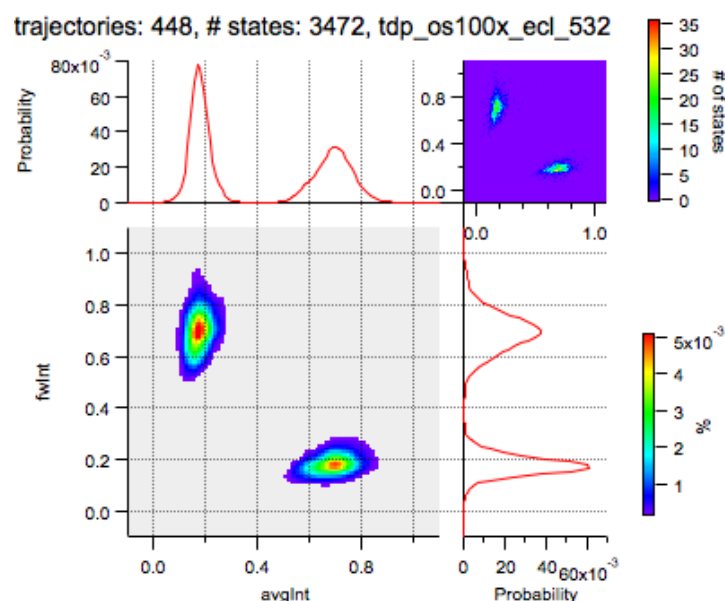 trajectories: 448, # states: 3472, tdp_os100x_ecl_532
80x10⁻³
60
40
20
0
Probability
0.8
0.4
0.0
0.0 1.0
35
30
25
20
15
10
5
0
# of states
1.0
0.8
0.6
0.4
0.2
0.0
fwInt
0.0 0.4 0.8
avgInt
0 20 40 60x10⁻³
Probability
5x10⁻³
4
3
2
1
%